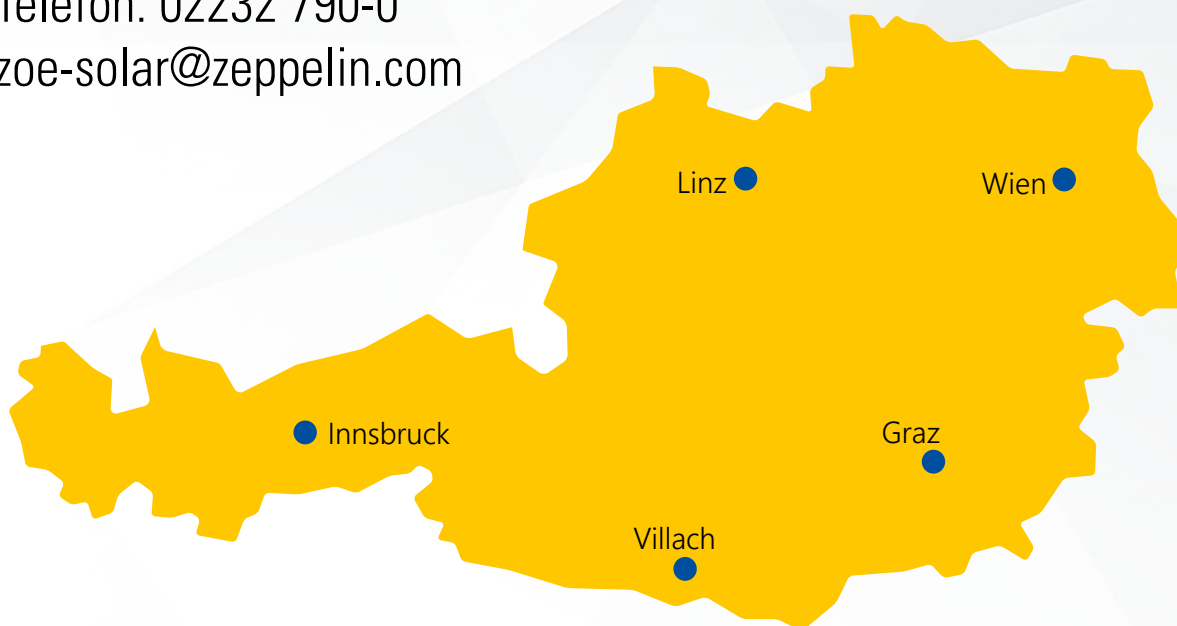 Telefon: 02232 790-0
zoe-solar@zeppelin.com
Linz
Wien
Innsbruck
Graz
Villach